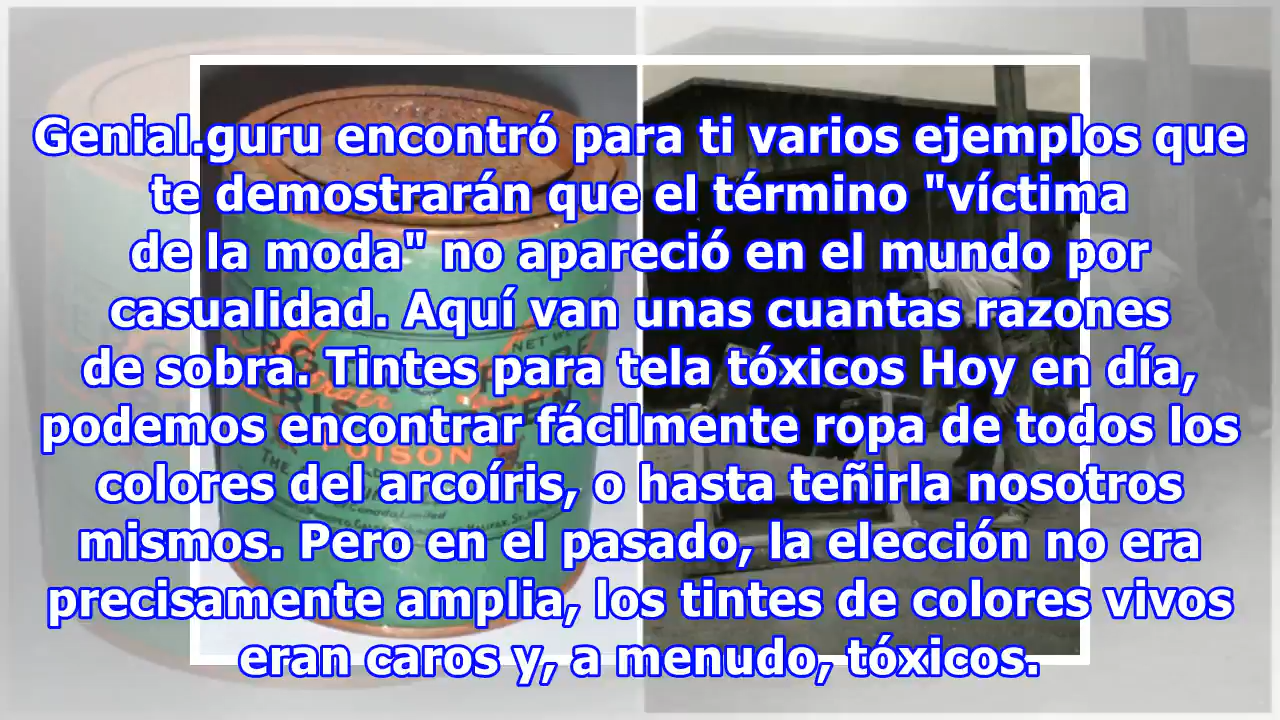 Genial.guru encontró para ti varios ejemplos que
te demostrarán que el término "víctima
de la moda" no apareció en el mundo por
casualidad. Aquí van unas cuantas razones
de sobra. Tintes para tela tóxicos Hoy en día,
podemos encontrar fácilmente ropa de todos los
colores del arcoíris, o hasta teñirla nosotros
mismos. Pero en el pasado, la elección no era
precisamente amplia, los tintes de colores vivos
eran caros y, a menudo, tóxicos.
NET
POISON